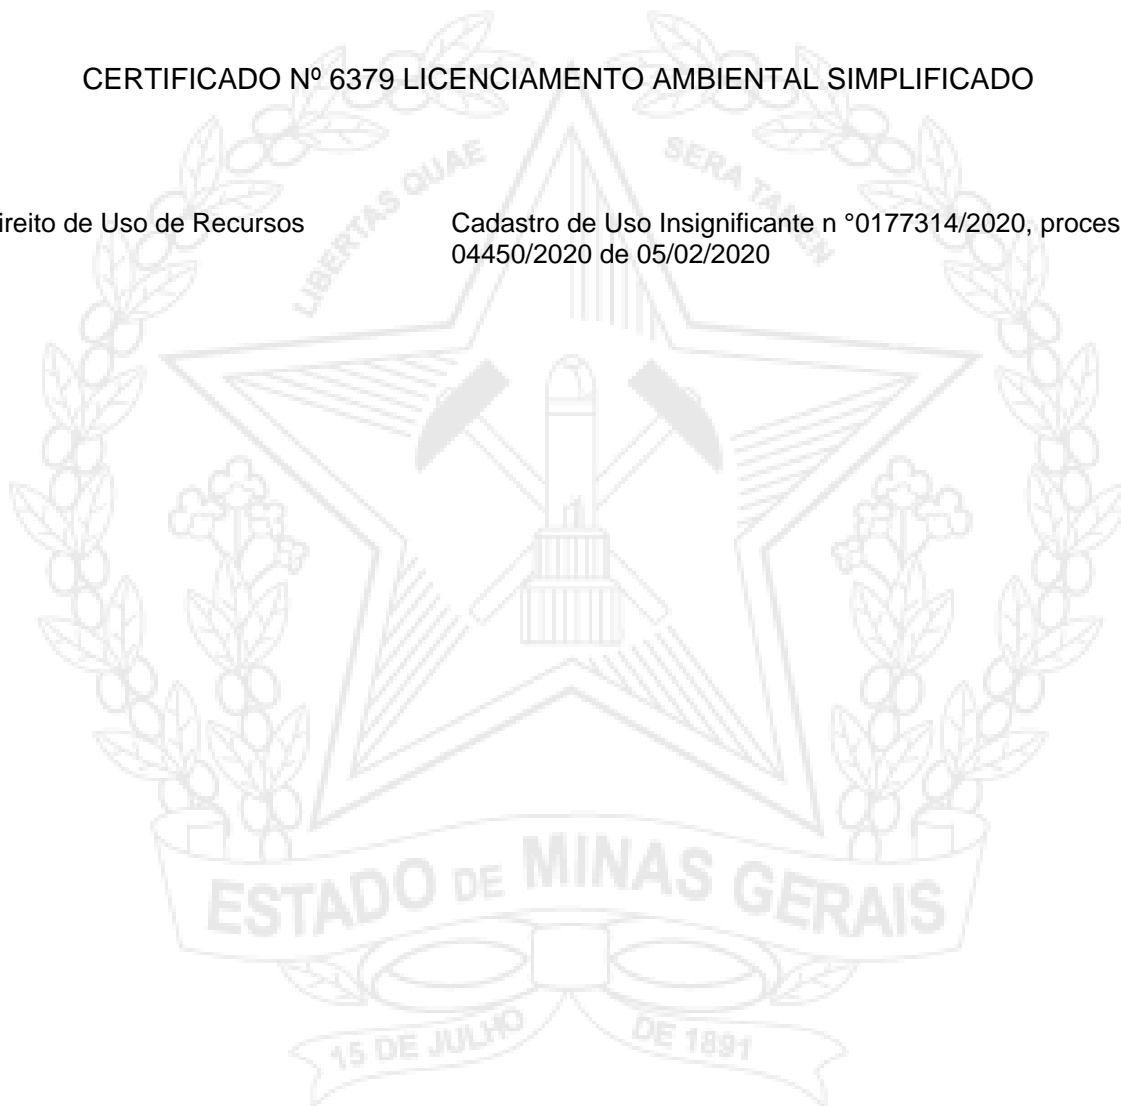 CERTIFICADO Nº 6379 LICENCIAMENTO AMBIENTAL SIMPLIFICADO
LIBERTAS QUAE SERA TAMEN
ireito de Uso de Recursos
Cadastro de Uso Insignificante n °0177314/2020, proces
04450/2020 de 05/02/2020
ESTADO DE MINAS GERAIS
15 DE JULHO DE 1891